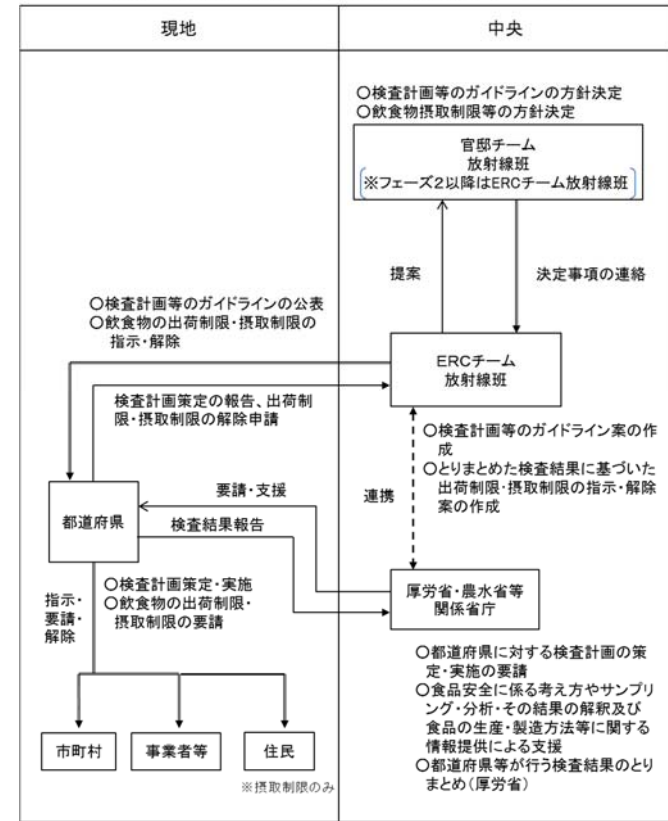 現地
中央
○検査計画等のガイドラインの方針決定
○飲食物摂取制限等の方針決定
官邸チーム
放射線班
※フェーズ2以降はERCチーム放射線班
提案
決定事項の連絡
○検査計画等のガイドラインの公表
○飲食物の出荷制限・摂取制限の
指示・解除
ERCチーム
放射線班
検査計画策定の報告、出荷制
限・摂取制限の解除申請
○検査計画等のガイドライン案の作
成
○とりまとめた検査結果に基づいた
出荷制限・摂取制限の指示・解除
案の作成
連携
要請・支援
都道府県
検査結果報告
厚労省・農水省等
関係省庁
指示・
要請・
解除
○検査計画策定・実施
○飲食物の出荷制限・
摂取制限の要請
○都道府県に対する検査計画の策
定・実施の要請
○食品安全に係る考え方やサンプリ
ング・分析・その結果の解釈及び
食品の生産・製造方法等に関する
情報提供による支援
○都道府県等が行う検査結果のとり
まとめ(厚労省)
市町村
事業者等
住民
※摂取制限のみ